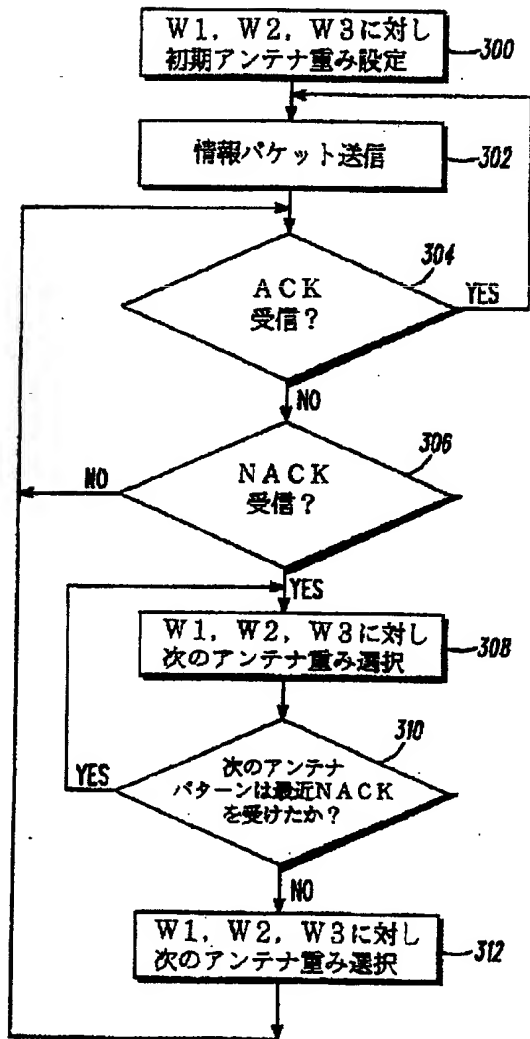 W1, W2, W3に対し
初期アンテナ重み設定
300
情報パケット送信
302
304
ACK
受信?
YES
NO
306
NACK
受信?
NO
YES
W1, W2, W3に対し
次のアンテナ重み選択
308
310
次のアンテナ
パターンは最近NACK
を受けたか?
YES
NO
W1, W2, W3に対し
次のアンテナ重み選択
312